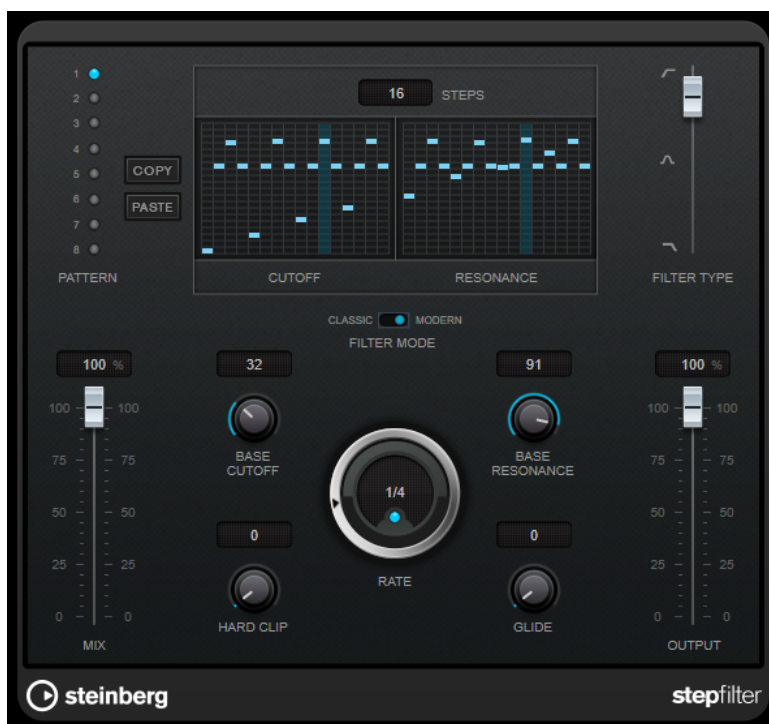 1
2
3
4
5
6
7
8
PATTERN
COPY
PASTE
16 STEPS
CUTOFF RESONANCE
FILTER TYPE
CLASSIC MODERN
FILTER MODE
100 %
100 100
75 75
50 50
25 25
0 0
MIX
32
BASE
CUTOFF
0
HARD CLIP
1/4
RATE
91
BASE
RESONANCE
0
GLIDE
100 %
100 100
75 75
50 50
25 25
0 0
OUTPUT
steinberg
stepfilter